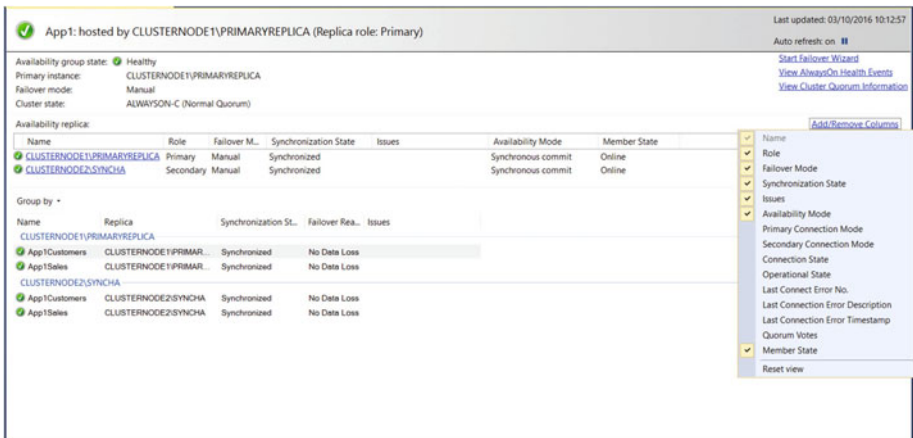 App1: hosted by CLUSTERNODE1\PRIMARYREPLICA (Replica role: Primary)
Last updated: 03/10/2016 10:12:57
Auto refresh: on
Availability group state: Healthy
Primary instance: CLUSTERNODE1\PRIMARYREPLICA
Failover mode: Manual
Cluster state: ALWAYSON-C (Normal Quorum)
Start Failover Wizard
View AlwaysOn Health Events
View Cluster Quorum Information
Availability replica:
Add/Remove Columns
Name Role Failover M... Synchronization State Issues Availability Mode Member State
CLUSTERNODE1\PRIMARYREPLICA Primary Manual Synchronized Synchronous commit Online
CLUSTERNODE2\SYNCHA Secondary Manual Synchronized Synchronous commit Online
Group by
Name Replica Synchronization St... Failover Rea... Issues
CLUSTERNODE1\PRIMARYREPLICA
App1Customers CLUSTERNODE1\PRIMAR... Synchronized No Data Loss
App1Sales CLUSTERNODE1\PRIMAR... Synchronized No Data Loss
CLUSTERNODE2\SYNCHA
App1Customers CLUSTERNODE2\SYNCHA Synchronized No Data Loss
App1Sales CLUSTERNODE2\SYNCHA Synchronized No Data Loss
Name
Role
Failover Mode
Synchronization State
Issues
Availability Mode
Primary Connection Mode
Secondary Connection Mode
Connection State
Operational State
Last Connect Error No.
Last Connection Error Description
Last Connection Error Timestamp
Quorum Votes
Member State
Reset view